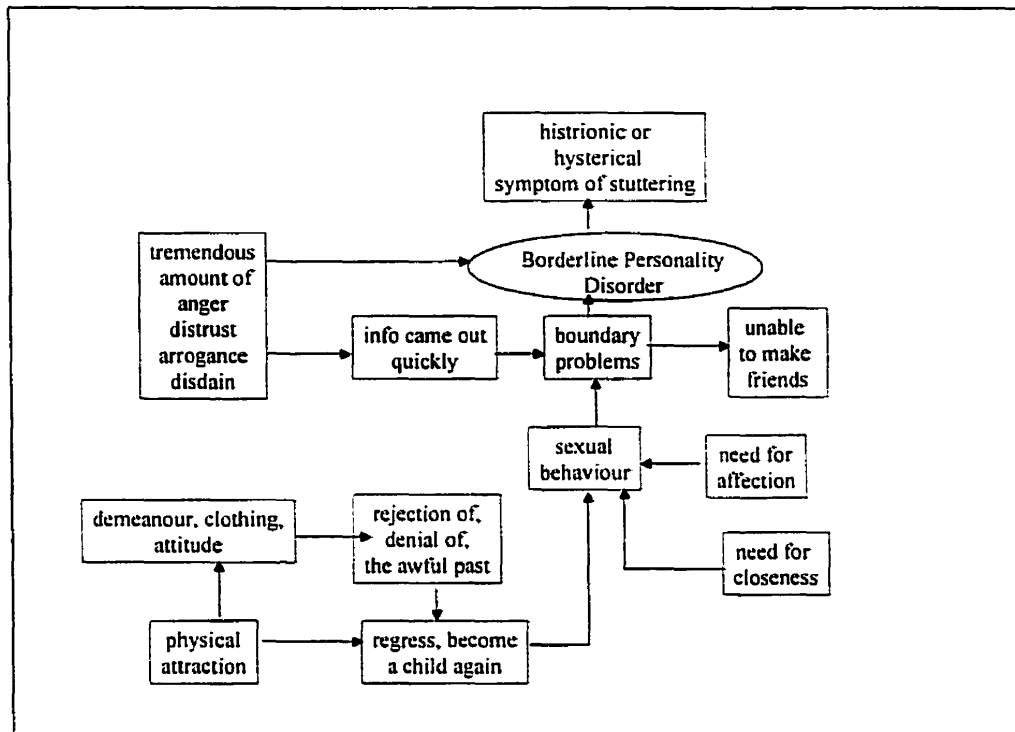 histrionic or
hysterical
symptom of stuttering
tremendous
amount of
anger
distrust
arrogance
disdain
Borderline Personality
Disorder
info came out
quickly
boundary
problems
unable
to make
friends
sexual
behaviour
need for
affection
demeanour, clothing,
attitude
rejection of,
denial of,
the awful past
need for
closeness
physical
attraction
regress, become
a child again